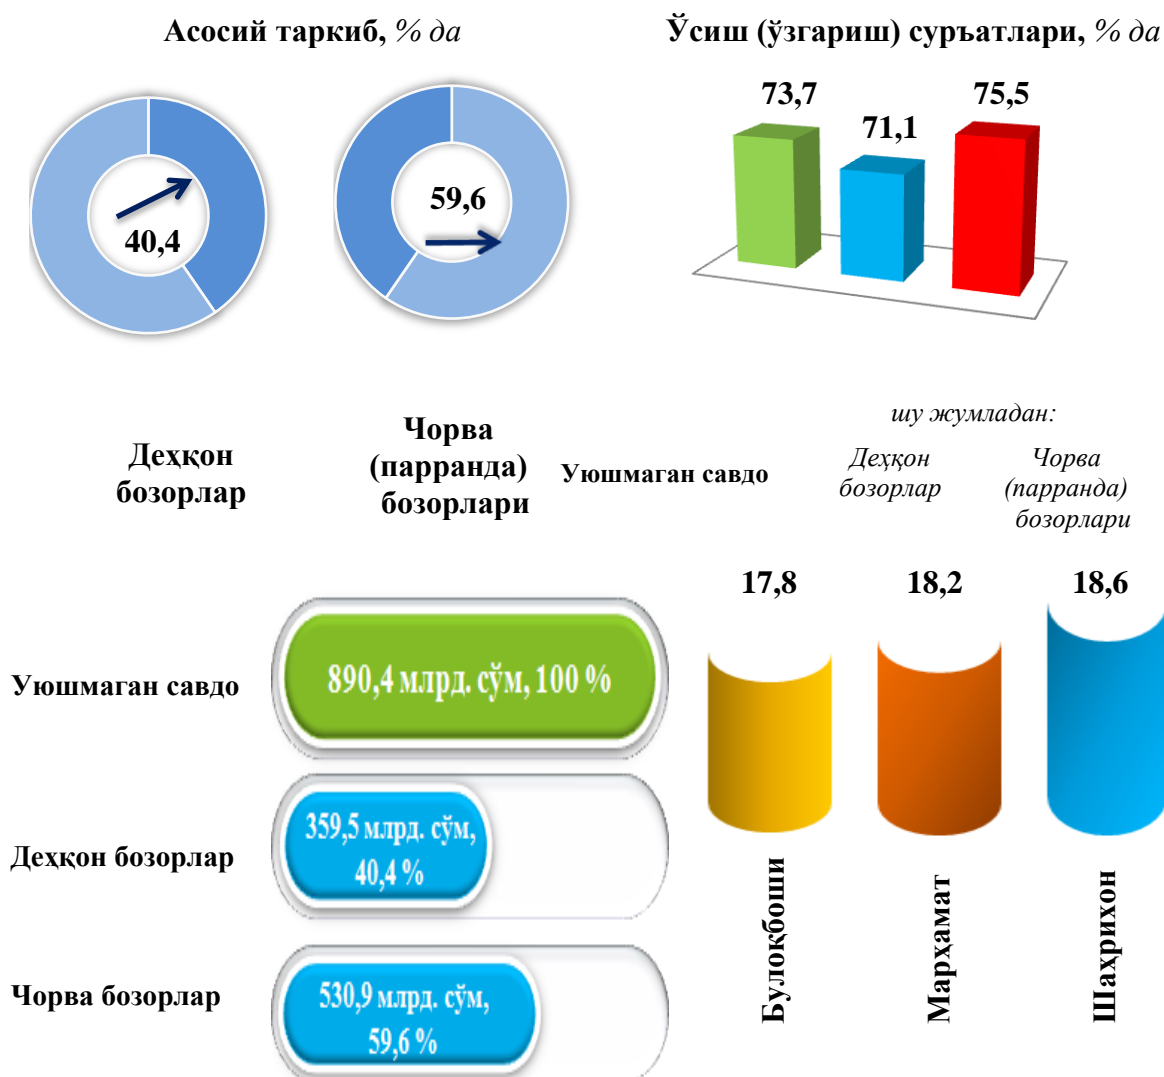 Асосий таркиб, % да
40,4
59,6
Деҳқон
бозорлар
Чорва
(парранда)
бозорлари
Ўсиш (ўзгариш) суръатлари, % да
73,7
71,1
75,5
Уюшмаган савдо
шу жумладан:
Деҳқон
бозорлар
Чорва
(парранда)
бозорлари
Уюшмаган савдо
890,4 млрд. сўм, 100 %
Деҳқон бозорлар
359,5 млрд. сўм,
40,4 %
Чорва бозорлар
530,9 млрд. сўм,
59,6 %
17,8
18,2
18,6
Булоқбоши
Марҳамат
Шаҳрихон